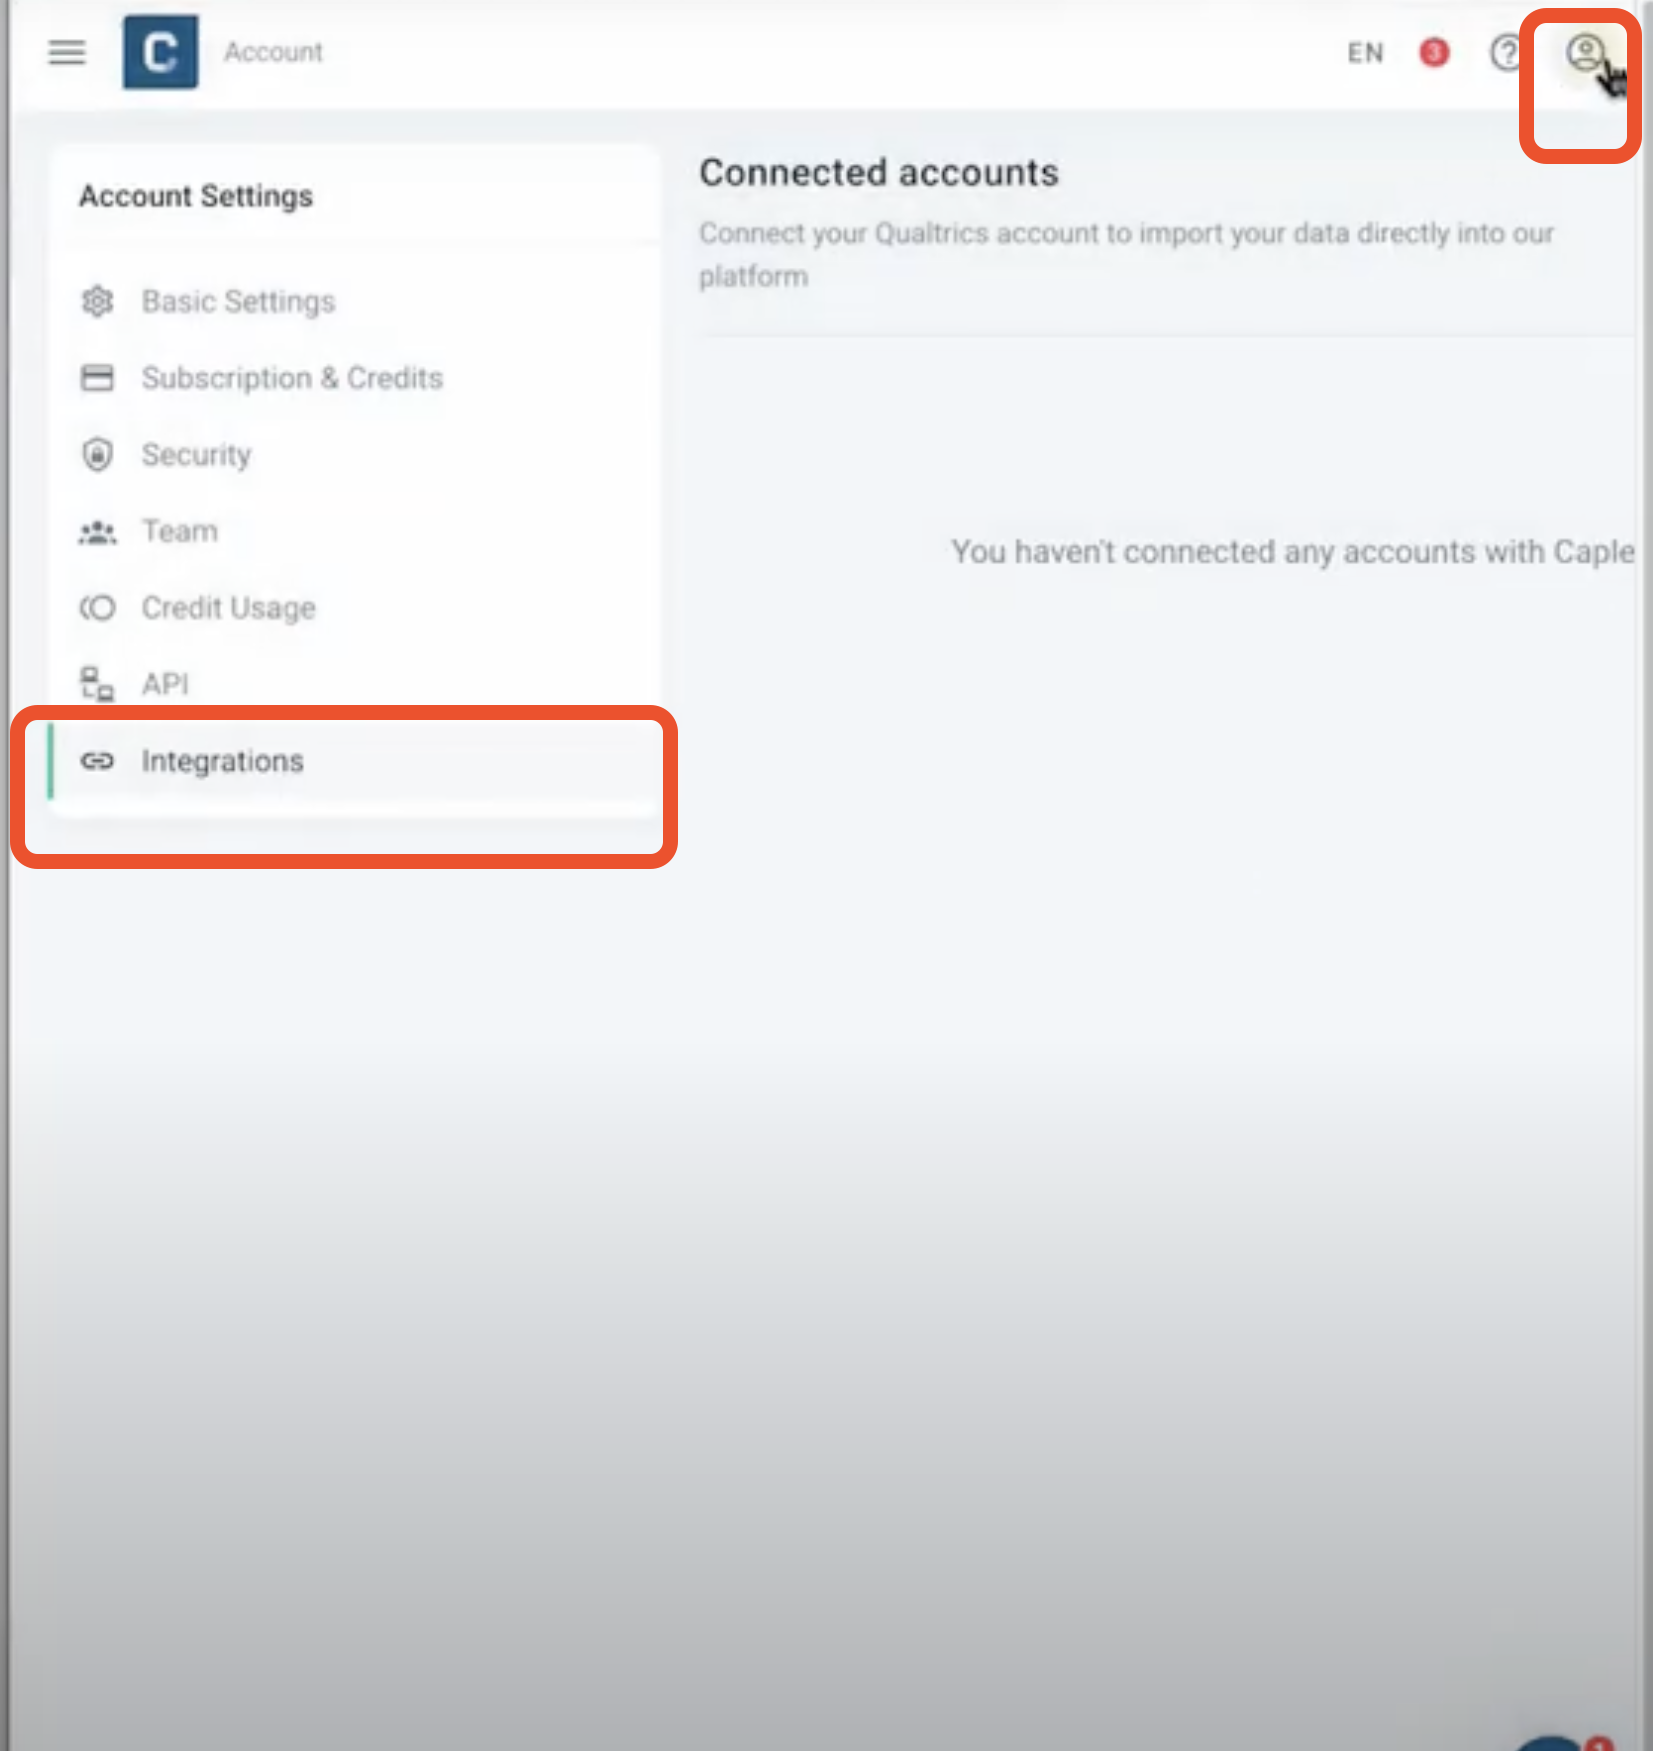 C Account EN 3
Account Settings
Basic Settings
Subscription & Credits
Security
Team
Credit Usage
API
Integrations
Connected accounts
Connect your Qualtrics account to import your data directly into our
platform
You haven't connected any accounts with Caple